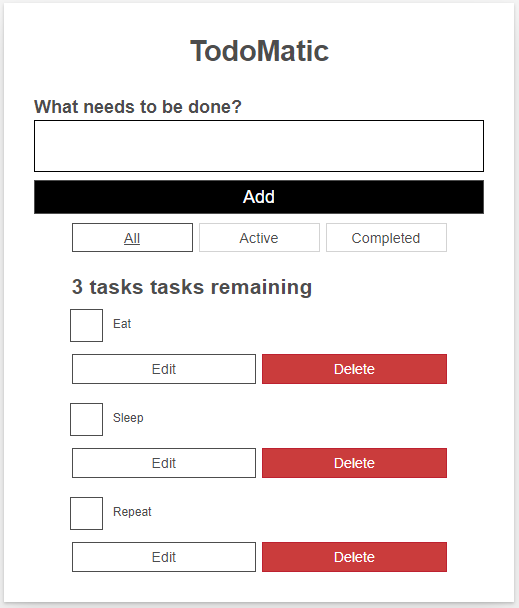 TodoMatic
What needs to be done?
Add
All Active Completed
3 tasks tasks remaining
Eat
Edit Delete
Sleep
Edit Delete
Repeat
Edit Delete